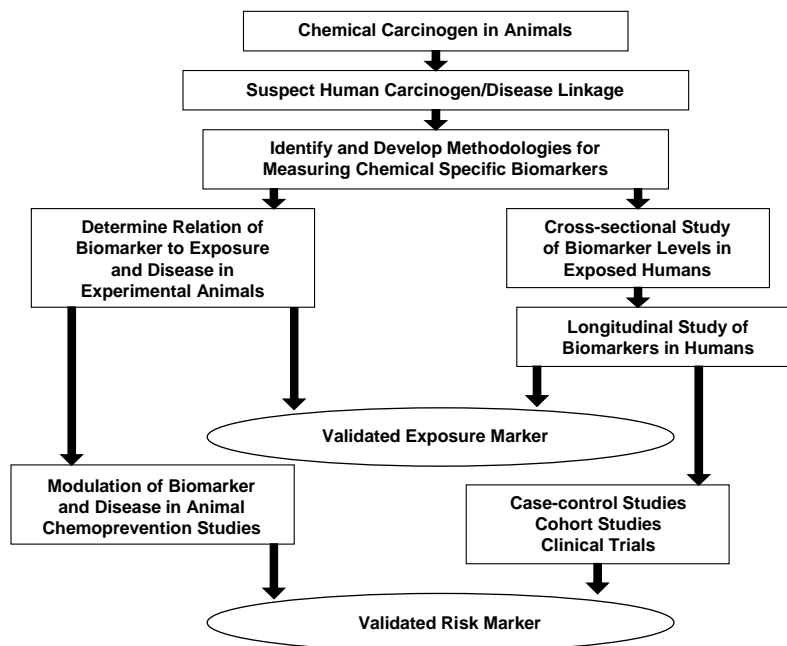 Chemical Carcinogen in Animals
Suspect Human Carcinogen/Disease Linkage
Identify and Develop Methodologies for
Measuring Chemical Specific Biomarkers
Determine Relation of
Biomarker to Exposure
and Disease in
Experimental Animals
Cross-sectional Study
of Biomarker Levels in
Exposed Humans
Longitudinal Study of
Biomarkers in Humans
Validated Exposure Marker
Modulation of Biomarker
and Disease in Animal
Chemoprevention Studies
Case-control Studies
Cohort Studies
Clinical Trials
Validated Risk Marker